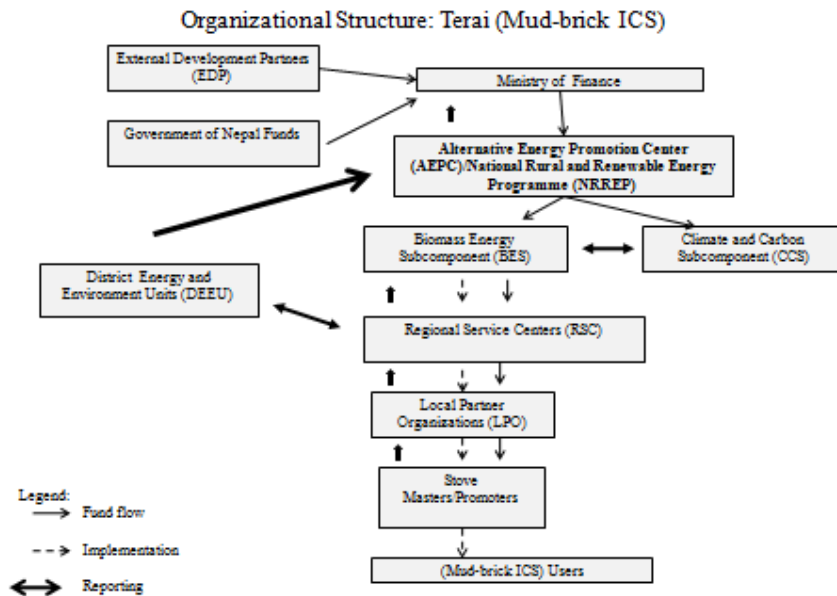 Organizational Structure: Terai (Mud-brick ICS)
External Development Partners
(EDP)
Ministry of Finance
Government of Nepal Funds
Alternative Energy Promotion Center
(AEPC)/National Rural and Renewable Energy
Programme (NRREP)
Biomass Energy
Subcomponent (BES)
Climate and Carbon
Subcomponent (CCS)
District Energy and
Environment Units (DEEU)
Regional Service Centers (RSC)
Local Partner
Organizations (LPO)
Stove
Masters/Promoters
(Mud-brick ICS) Users
Legend:
Fund flow
Implementation
Reporting